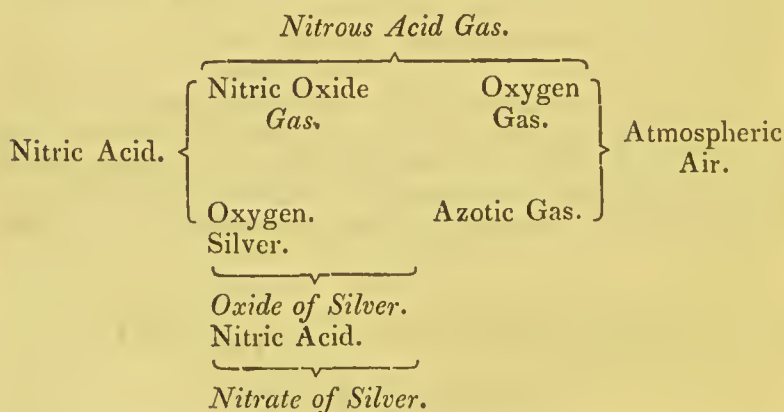 Nitrous Acid Gas.
Nitric Oxide Oxygen
Gas. Gas.
Nitric Acid. Atmospheric
Air.
Oxygen. Azotic Gas.
Silver.
Oxide of Silver.
Nitric Acid.
Nitrate of Silver.